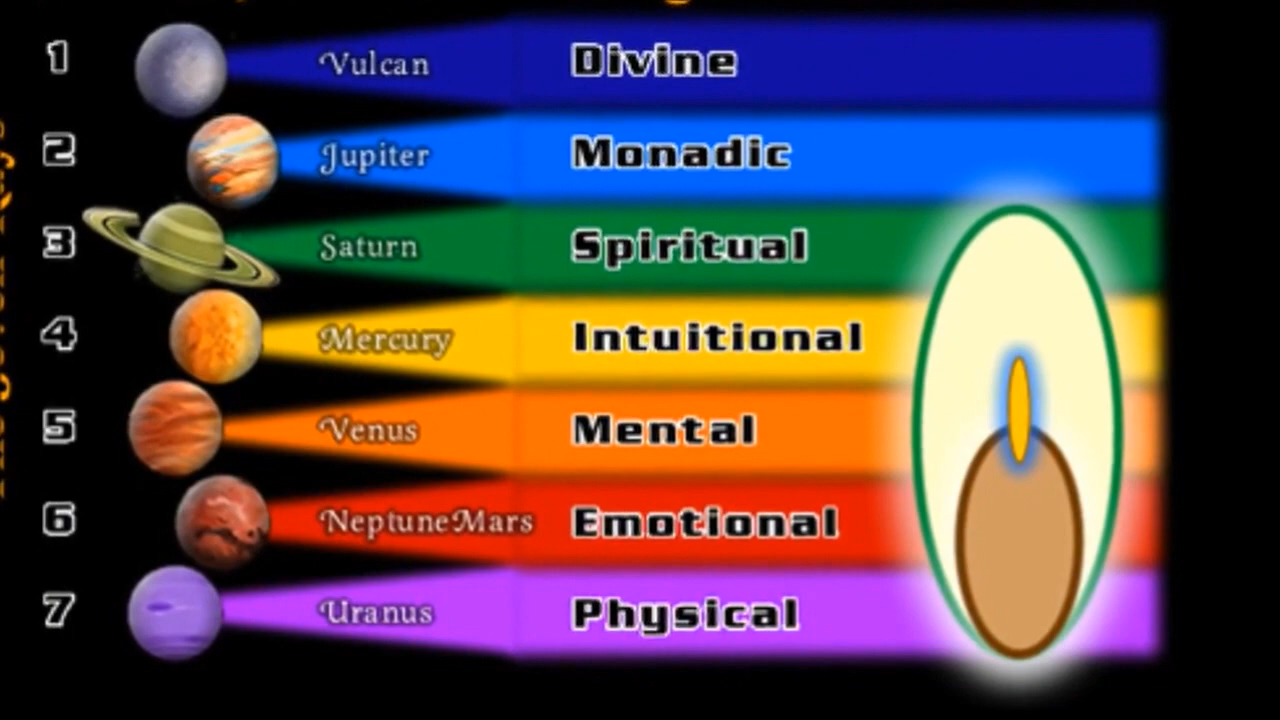 1 Vulcan Divine
2 Jupiter Monadic
3 Saturn Spiritual
4 Mercury Intuitional
5 Venus Mental
6 NeptuneMars Emotional
7 Uranus Physical